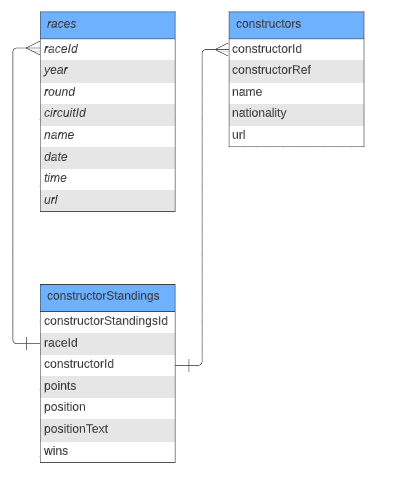 races
raceId
year
round
circuitId
name
date
time
url
constructors
constructorId
constructorRef
name
nationality
url
constructorStandings
constructorStandingsId
raceId
constructorId
points
position
positionText
wins